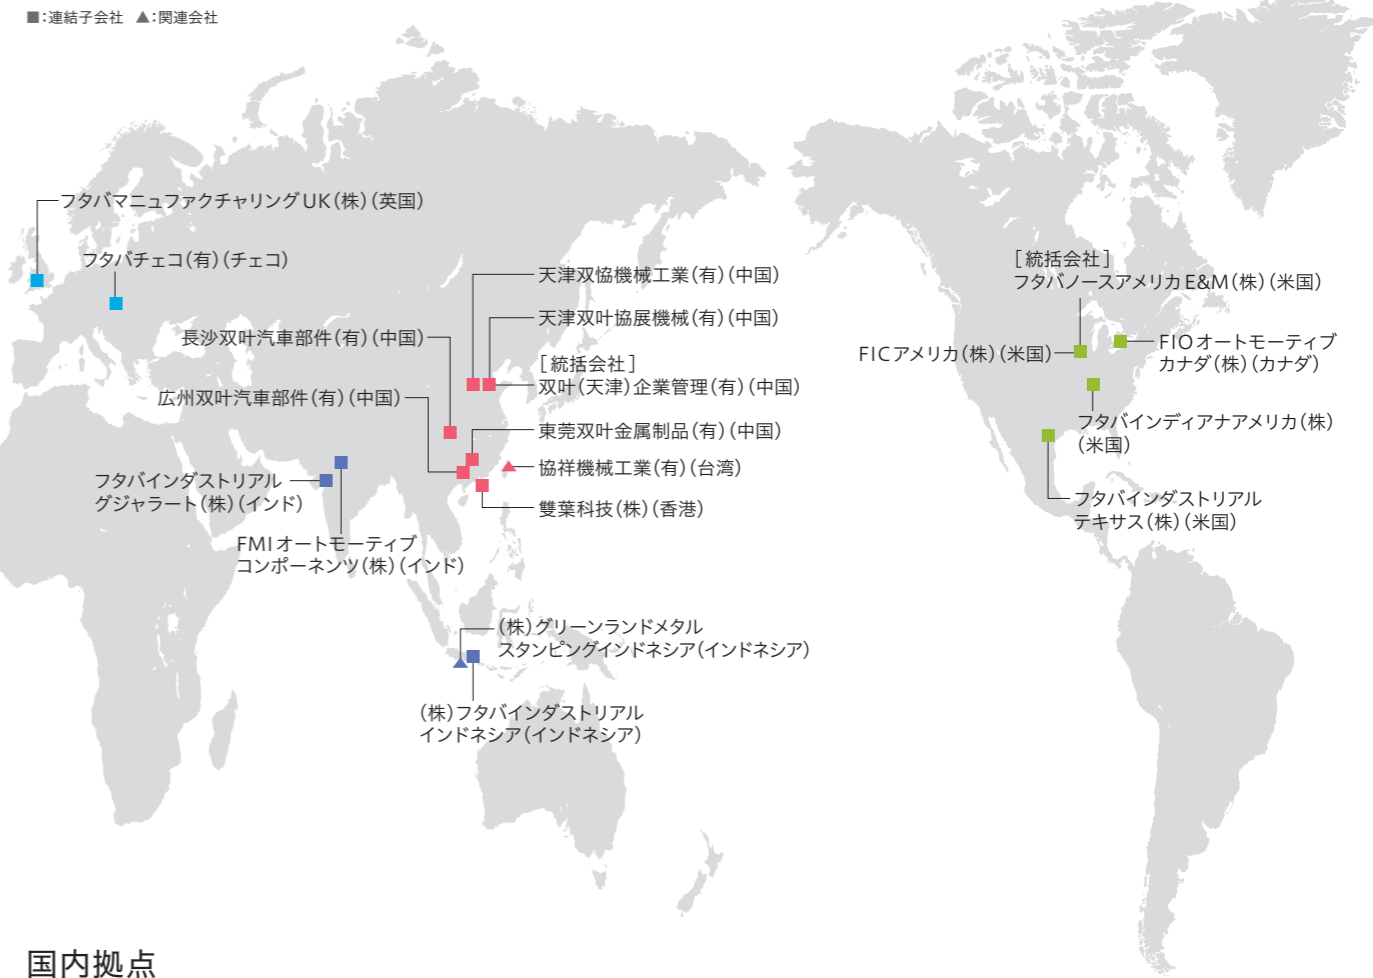 ■:連結子会社 ▲:関連会社
フタバマニュファクチャリングUK(株)(英国)
フタバチェコ(有)(チェコ)
天津双協機械工業(有)(中国)
天津双叶協展機械(有)(中国)
長沙双叶汽車部件(有)(中国)
[統括会社]
双叶(天津)企業管理(有)(中国)
広州双叶汽車部件(有)(中国)
東莞双叶金属制品(有)(中国)
協祥機械工業(有)(台湾)
雙葉科技(株)(香港)
フタバインダストリアル
グジャラート(株)(インド)
FMIオートモーティブ
コンポーネンツ(株)(インド)
(株)グリーンランドメタル
スタンピングインドネシア(インドネシア)
(株)フタバインダストリアル
インドネシア(インドネシア)
[統括会社]
フタバノースアメリカE&M(株)(米国)
FICアメリカ(株)(米国)
FIOオートモーティブ
カナダ(株)(カナダ)
フタバインディアナアメリカ(株)
(米国)
フタバインダストリアル
テキサス(株)(米国)
国内拠点